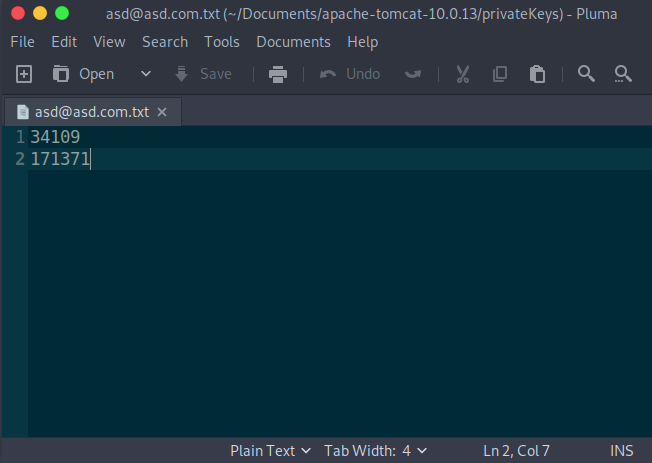 asd@asd.com.txt (~/Documents/apache-tomcat-10.0.13/privateKeys) - Pluma
File Edit View Search Tools Documents Help
Open Save Undo
asd@asd.com.txt
1 34109
2 171371
Plain Text Tab Width: 4 Ln 2, Col 7 INS